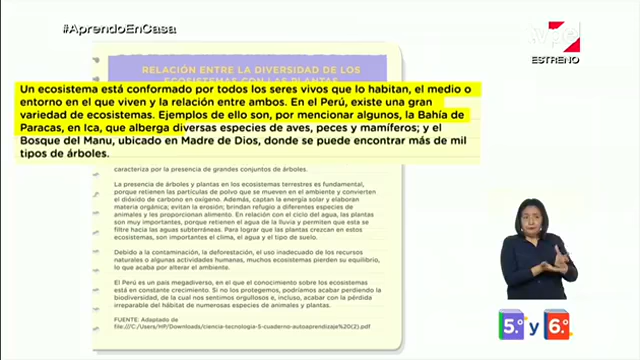 #AprendoEnCasa
ESTRENO
RELACIÓN ENTRE LA DIVERSIDAD DE LOS
ECOSISTEMAS CON LAS PLANTAS
Un ecosistema está conformado por todos los seres vivos que lo habitan, el medio o
entorno en el que viven y la relación entre ambos. En el Perú, existe una gran
variedad de ecosistemas. Ejemplos de ello son, por mencionar algunos, la Bahía de
Paracas, en Ica, que alberga diversas especies de aves, peces y mamíferos; y el
Bosque del Manu, ubicado en Madre de Dios, donde se puede encontrar más de mil
tipos de árboles.
caracteriza por la presencia de grandes conjuntos de árboles.
La presencia de árboles y plantas en los ecosistemas terrestres es fundamental,
porque retienen las partículas de polvo que se mueven en el ambiente y convierten
el dióxido de carbono en oxígeno. Además, captan la energía solar y elaboran
materia orgánica; evitan la erosión; brindan refugio a diferentes especies de
animales y les proporcionan alimento. En relación con el ciclo del agua, las plantas
son muy importantes, porque retienen el agua de la lluvia y permiten que esta se
filtre hacia las aguas subterráneas. Para lograr que las plantas crezcan en estos
ecosistemas, son importantes el clima, el agua y el tipo de suelo.
Debido a la contaminación, la deforestación, el uso inadecuado de los recursos
naturales o algunas actividades humanas, muchos ecosistemas pierden su equilibrio,
lo que acaba por alterar el ambiente.
El Perú es un país megadiverso, en el que el conocimiento sobre los ecosistemas
está en constante crecimiento. Si no los protegemos, podríamos acabar perdiendo la
biodiversidad, de la cual nos sentimos orgullosos e, incluso, acabar con la pérdida
irreparable del hábitat de numerosas especies de animales y plantas.
FUENTE: Adaptado de
file:///C:/Users/HP/Downloads/ciencia-tecnologia-5-cuaderno-autoaprendizaje%20(2).pdf
5.° y 6.°